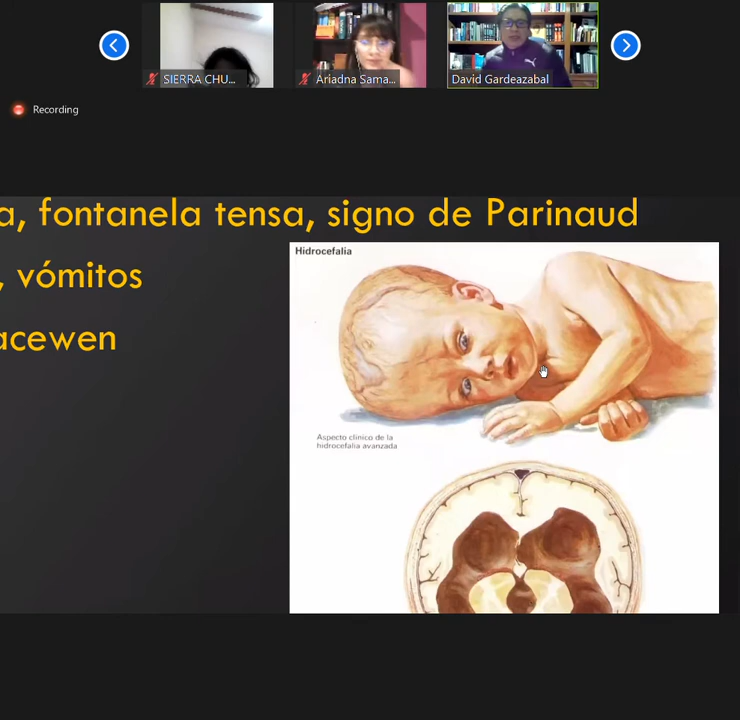 SIERRA CHU...
Ariadna Sama...
David Gardeazabal
Recording
a, fontanela tensa, signo de Parinaud
, vómitos
acewen
Hidrocefalia
Aspecto clínico de la
hidrocefalia avanzada